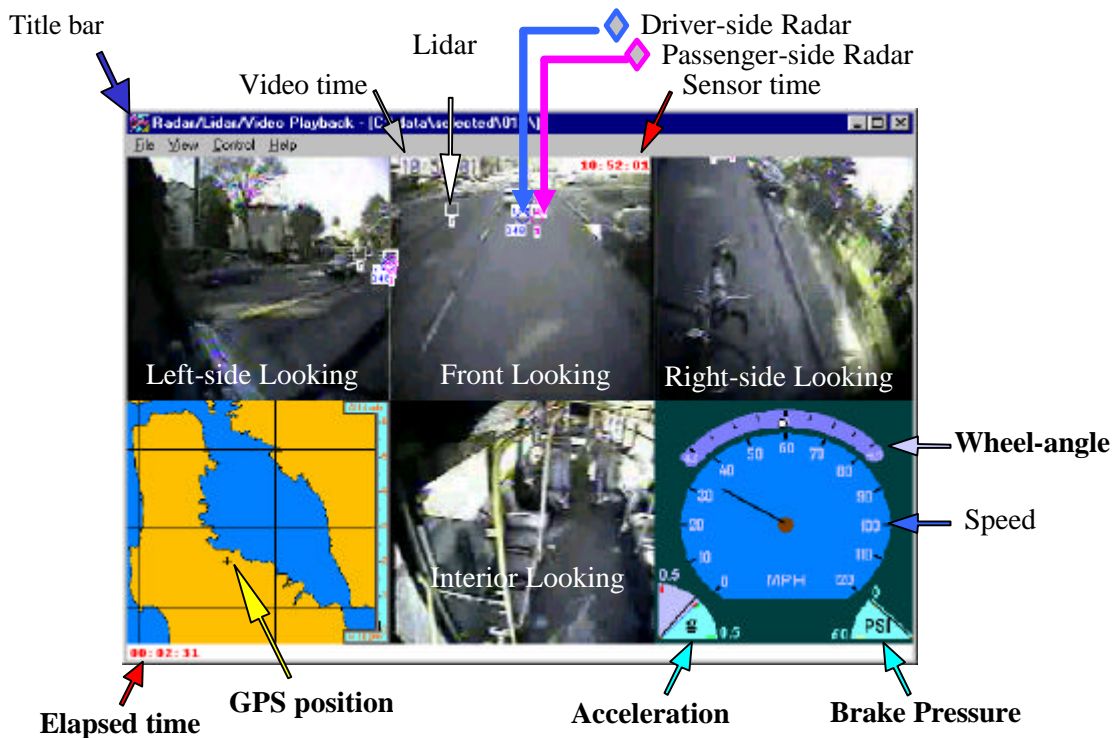 Title bar
Lidar
Driver-side Radar
Passenger-side Radar
Video time
Sensor time
Radar/Lidar/Video Playback
File View Control Help
10:52:01
Left-side Looking
Front Looking
Right-side Looking
Interior Looking
50 60 70
40 80
30 90
20 100
10 110
0 MPH 120
0.5 0
g 0.5 60 PSI
Wheel-angle
Speed
00:02:31
Elapsed time
GPS position
Acceleration
Brake Pressure